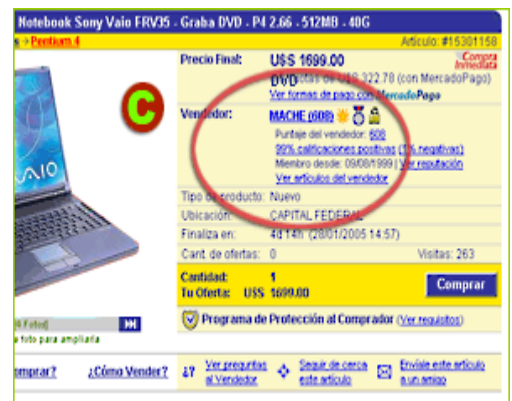 Notebook Sony Vaio FRV35 - Graba DVD - P4 2.66 - 512MB - 40G
s > Pentium 4
Artículo: #15301158
Precio Final: U$S 1699.00
Compra Inmediata
DVD otas de U$S 322.78 (con MercadoPago)
Ver formas de pago con MercadoPago
C
Vendedor: MACHE (608)
Puntaje del vendedor: 608
99% calificaciones positivas (1% negativas)
Miembro desde: 09/08/1999 | Ver reputación
Ver artículos del vendedor
VAIO
Tipo de producto: Nuevo
Ubicación: CAPITAL FEDERAL
Finaliza en: 4d 14h (28/01/2005 14:57)
Cant. de ofertas: 0 Visitas: 263
Cantidad: 1
Tu Oferta: U$S 1699.00
Comprar
Programa de Protección al Comprador (Ver requisitos)
[4 Fotos]
foto para ampliarla
omprar? ¿Cómo Vender?
¿? Ver preguntas al Vendedor
Seguir de cerca este artículo
Envíale este artículo a un amigo